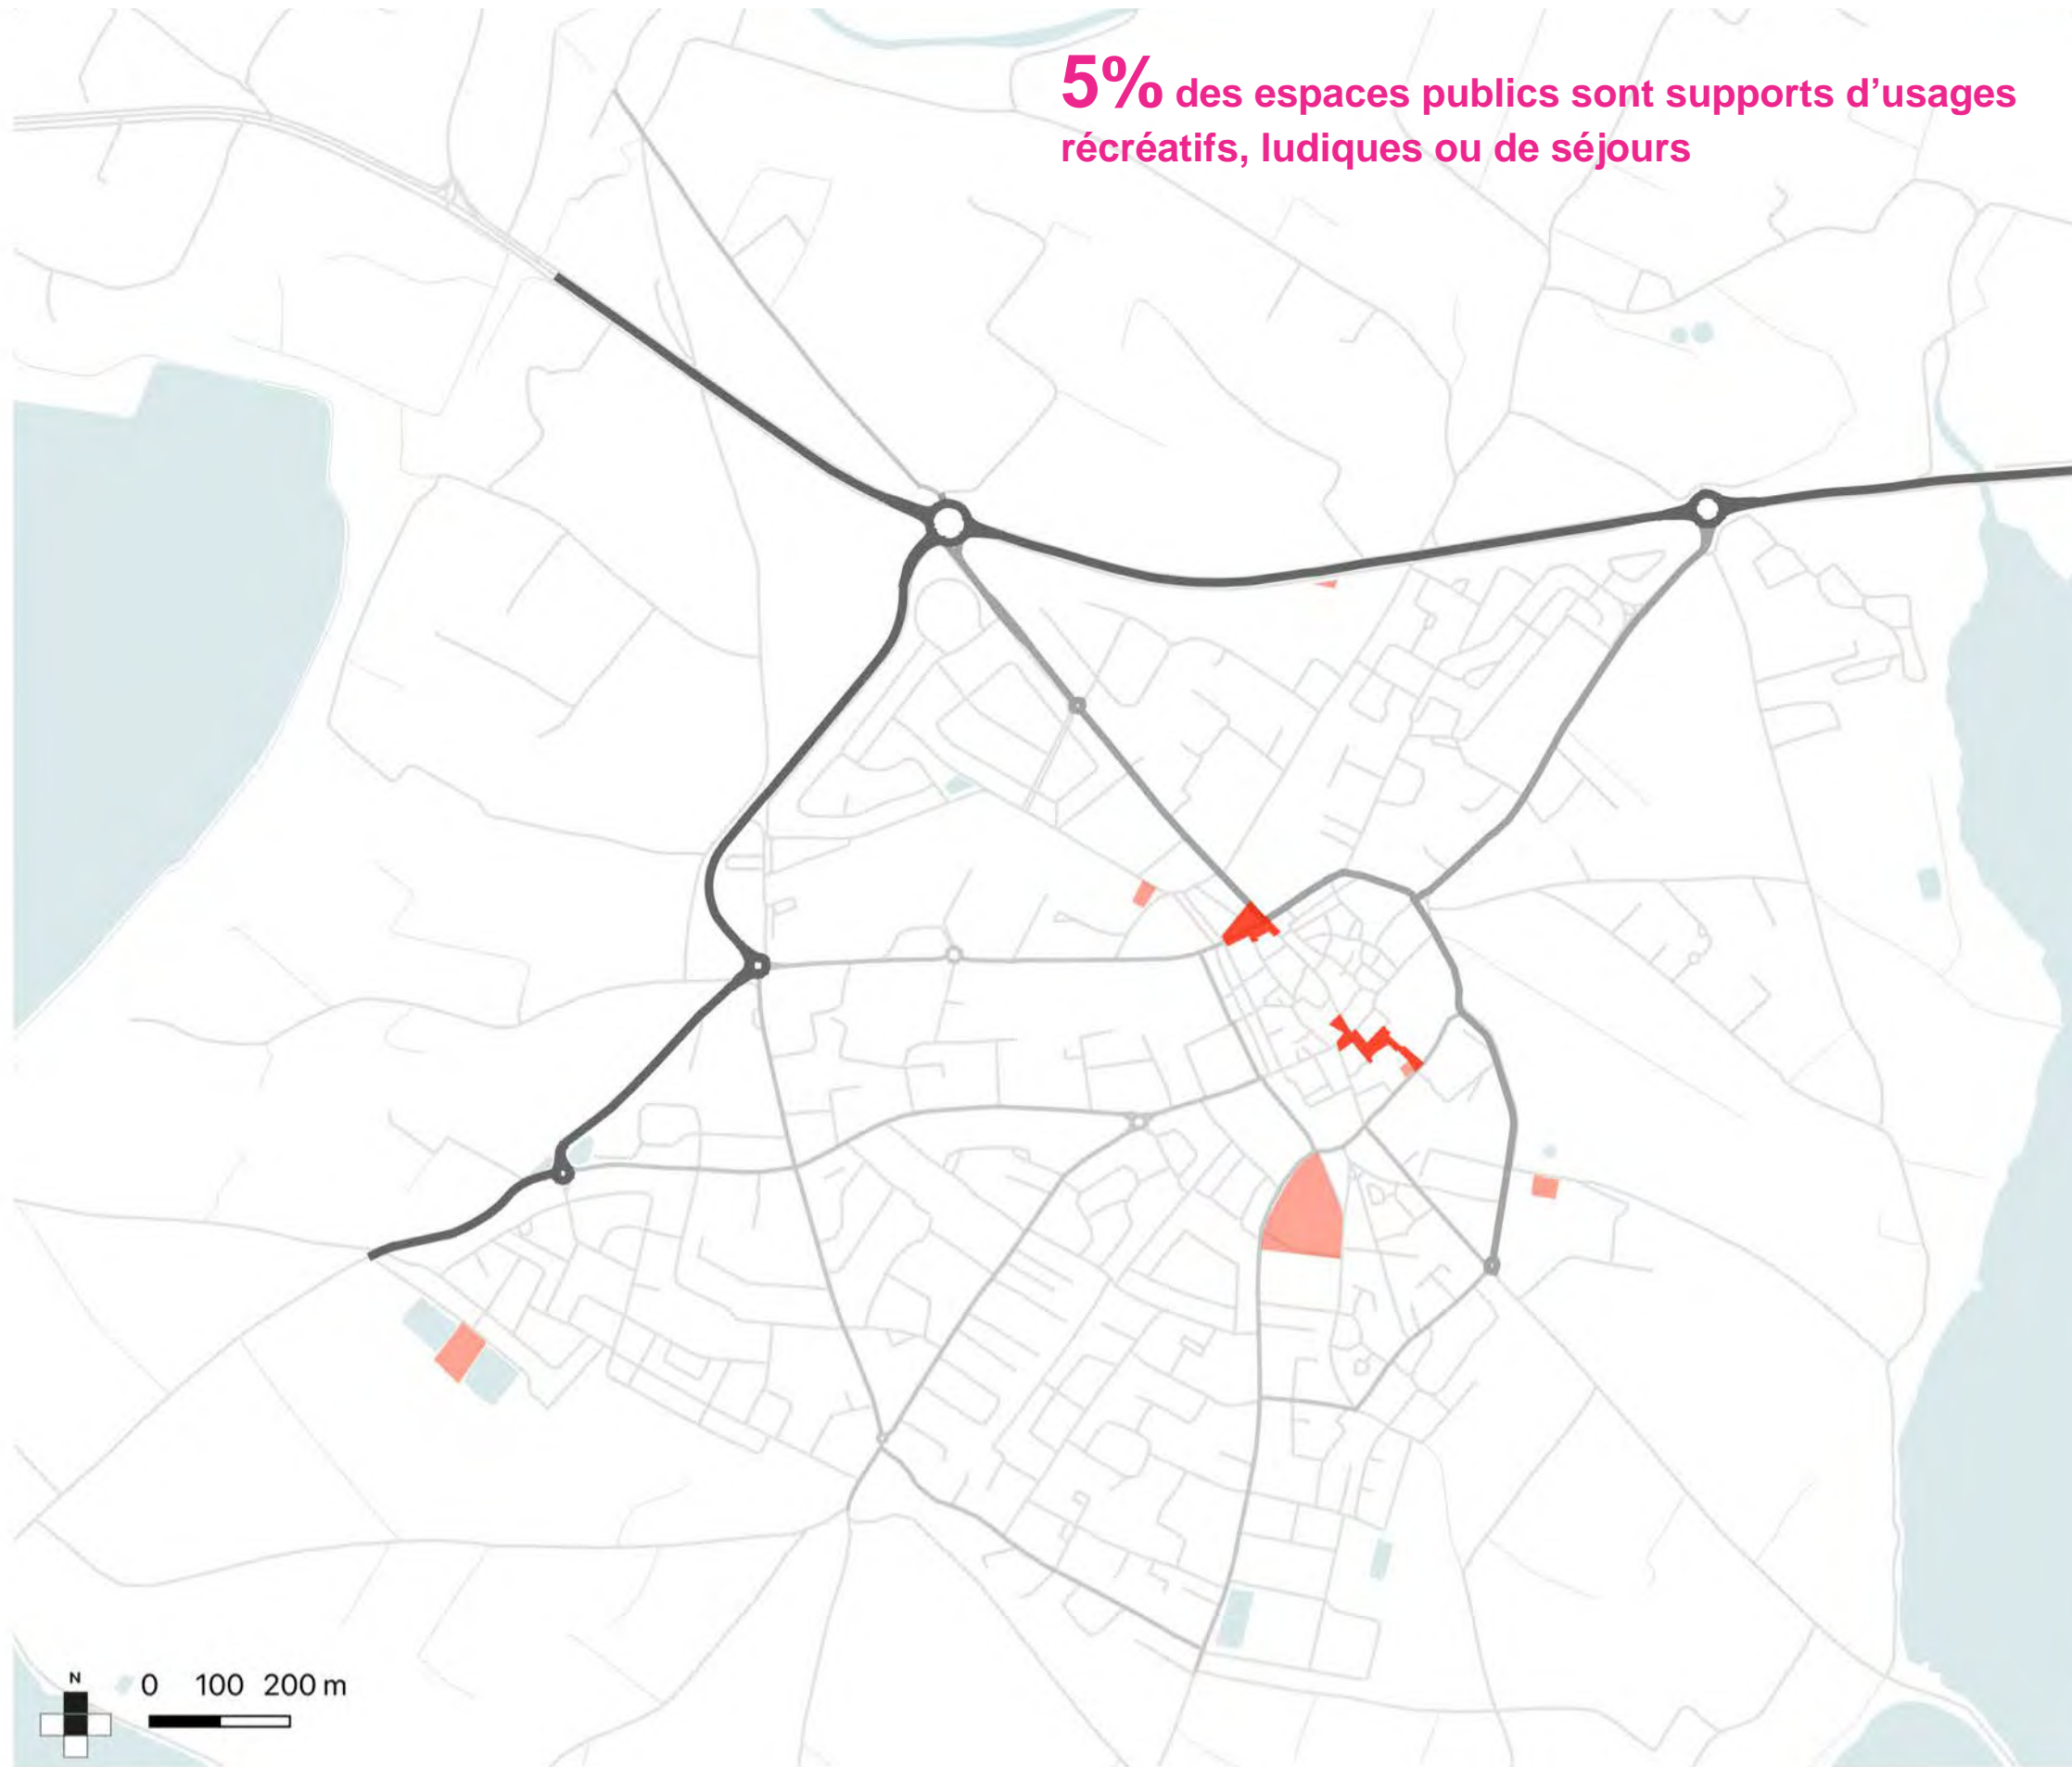 5% des espaces publics sont supports d’usages
récréatifs, ludiques ou de séjours
N
0 100 200 m